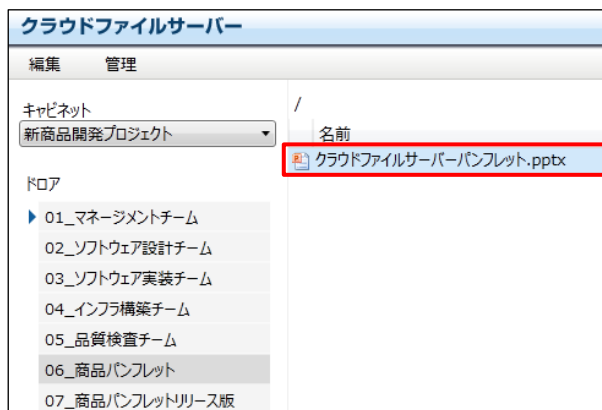 クラウドファイルサーバー
編集 管理
キャビネット
新商品開発プロジェクト
ドロア
01_マネージメントチーム
02_ソフトウェア設計チーム
03_ソフトウェア実装チーム
04_インフラ構築チーム
05_品質検査チーム
06_商品パンフレット
07_商品パンフレットリリース版
/
名前
クラウドファイルサーバーパンフレット.pptx